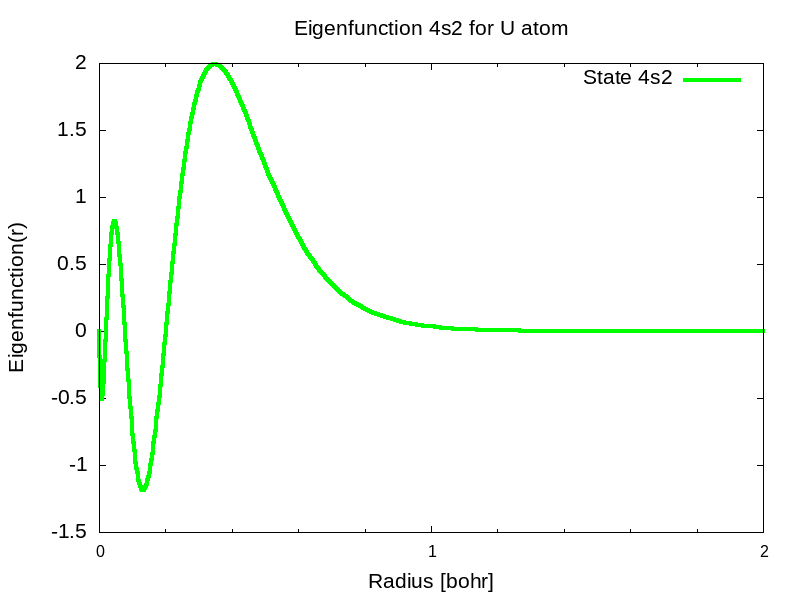 Eigenfunction 4s2 for U atom
State 4s2
2
1.5
1
0.5
0
-0.5
-1
-1.5
Eigenfunction(r)
0 1 2
Radius [bohr]